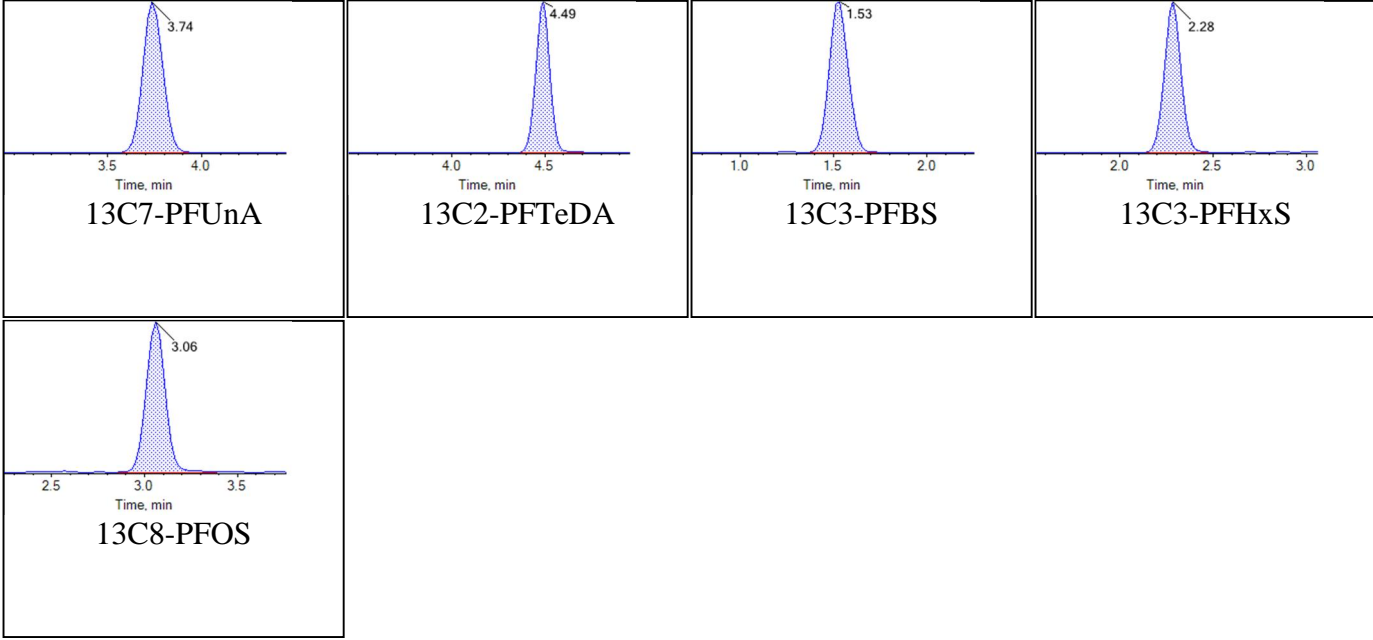 3.74
3.5 4.0
Time, min
13C7-PFUnA
4.49
4.0 4.5
Time, min
13C2-PFTeDA
1.53
1.0 1.5 2.0
Time, min
13C3-PFBS
2.28
2.0 2.5 3.0
Time, min
13C3-PFHxS
3.06
2.5 3.0 3.5
Time, min
13C8-PFOS